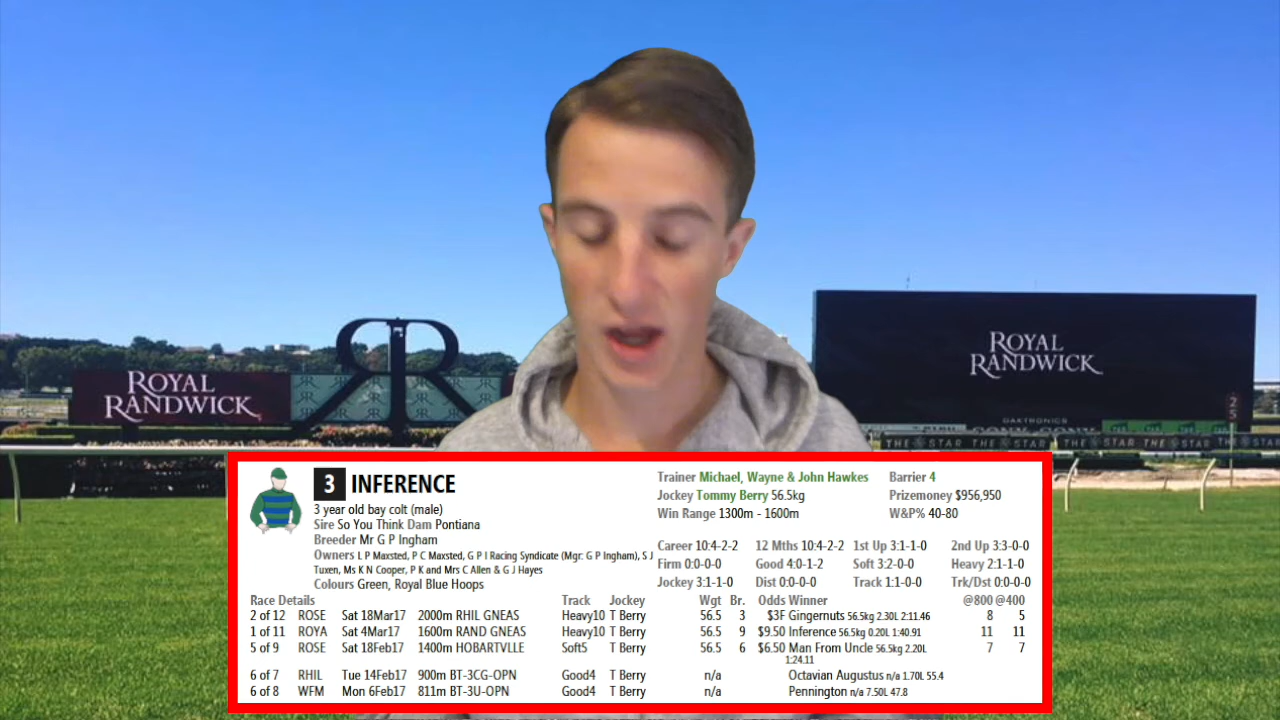 ROYAL
RANDWICK
ROYAL
RANDWICK
DAKTRONICS
THE STAR THE STAR THE STAR THE STAR
3 INFERENCE
3 year old bay colt (male)
Sire So You Think Dam Pontiana
Breeder Mr G P Ingham
Owners L P Maxsted, P C Maxsted, G P I Racing Syndicate (Mgr: G P Ingham), S J
Tuxen, Ms K N Cooper, P K and Mrs C Allen & G J Hayes
Colours Green, Royal Blue Hoops
Trainer Michael, Wayne & John Hawkes Barrier 4
Jockey Tommy Berry 56.5kg Prizemoney $956,950
Win Range 1300m - 1600m W&P% 40-80
Career 10:4-2-2 12 Mths 10:4-2-2 1st Up 3:1-1-0 2nd Up 3:3-0-0
Firm 0:0-0-0 Good 4:0-1-2 Soft 3:2-0-0 Heavy 2:1-1-0
Jockey 3:1-1-0 Dist 0:0-0-0 Track 1:1-0-0 Trk/Dst 0:0-0-0
Race Details Track Jockey Wgt Br. Odds Winner @800 @400
2 of 12 ROSE Sat 18Mar17 2000m RHIL GNEAS Heavy10 T Berry 56.5 3 $3F Gingernuts 56.5kg 2.30L 2:11.46 8 5
1 of 11 ROYA Sat 4Mar17 1600m RAND GNEAS Heavy10 T Berry 56.5 9 $9.50 Inference 56.5kg 0.20L 1:40.91 11 11
5 of 9 ROSE Sat 18Feb17 1400m HOBARTVLLE Soft5 T Berry 56.5 6 $6.50 Man From Uncle 56.5kg 2.20L 7 7
1:24.11
6 of 7 RHIL Tue 14Feb17 900m BT-3CG-OPN Good4 T Berry n/a Octavian Augustus n/a 1.70L 55.4
6 of 8 WFM Mon 6Feb17 811m BT-3U-OPN Good4 T Berry n/a Pennington n/a 7.50L 47.8